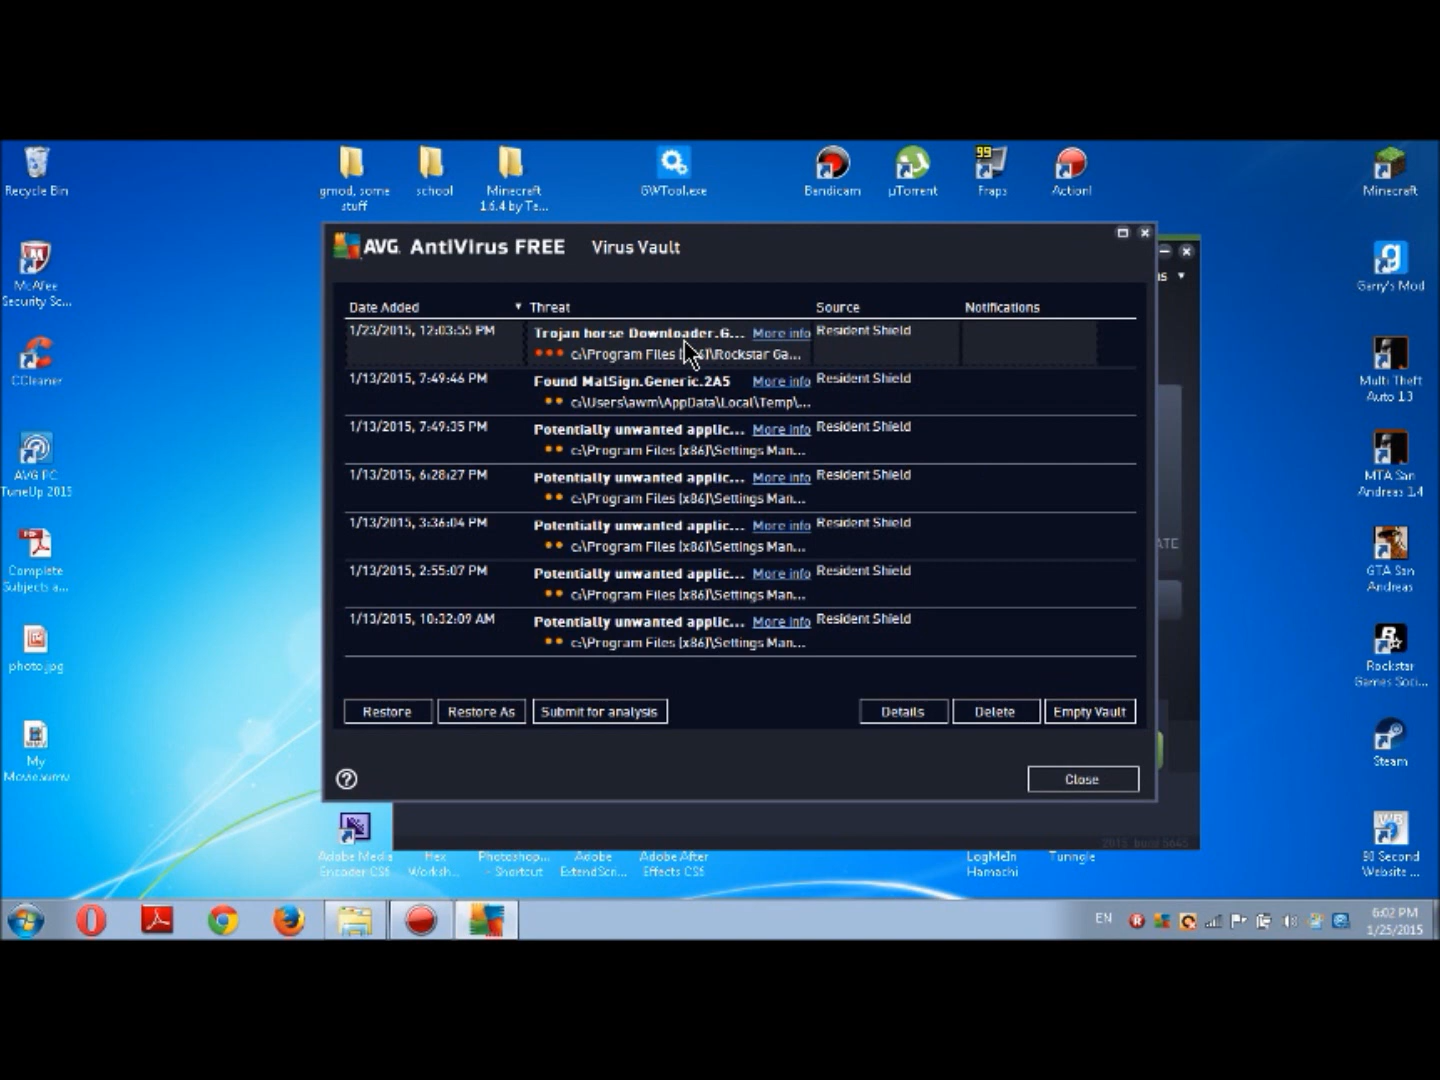 Recycle Bin
gmod, some
stuff
school
Minecraft
1.6.4 by Te...
GWTool.exe
Bandicam
µTorrent
99
Fraps
Action!
Minecraft
McAfee
Security Sc...
CCleaner
AVG PC
TuneUp 2015
PDF
Complete
Subjects a...
photo.jpg
WMV
My
Movie.wmv
AVG. AntiVirus FREE Virus Vault
Date Added Threat Source Notifications
1/23/2015, 12:03:55 PM Trojan horse Downloader.G... More info Resident Shield
c:\Program Files [x86]\Rockstar Ga...
1/13/2015, 7:49:46 PM Found MalSign.Generic.2A5 More info Resident Shield
c:\Users\awm\AppData\Local\Temp\...
1/13/2015, 7:49:35 PM Potentially unwanted applic... More info Resident Shield
c:\Program Files [x86]\Settings Man...
1/13/2015, 6:28:27 PM Potentially unwanted applic... More info Resident Shield
c:\Program Files [x86]\Settings Man...
1/13/2015, 3:36:04 PM Potentially unwanted applic... More info Resident Shield
c:\Program Files [x86]\Settings Man...
1/13/2015, 2:55:07 PM Potentially unwanted applic... More info Resident Shield
c:\Program Files [x86]\Settings Man...
1/13/2015, 10:32:09 AM Potentially unwanted applic... More info Resident Shield
c:\Program Files [x86]\Settings Man...
Restore Restore As Submit for analysis Details Delete Empty Vault
Close
Garry's Mod
Multi Theft
Auto 1.3
MTA San
Andreas 1.4
GTA San
Andreas
Rockstar
Games Soci...
Steam
90 Second
Website ...
Adobe Media
Encoder CS6
Hex
Worksh...
Photoshop...
- Shortcut
Adobe
ExtendScri...
Adobe After
Effects CS6
LogMeIn
Hamachi
Tunngle
EN
6:02 PM
1/25/2015